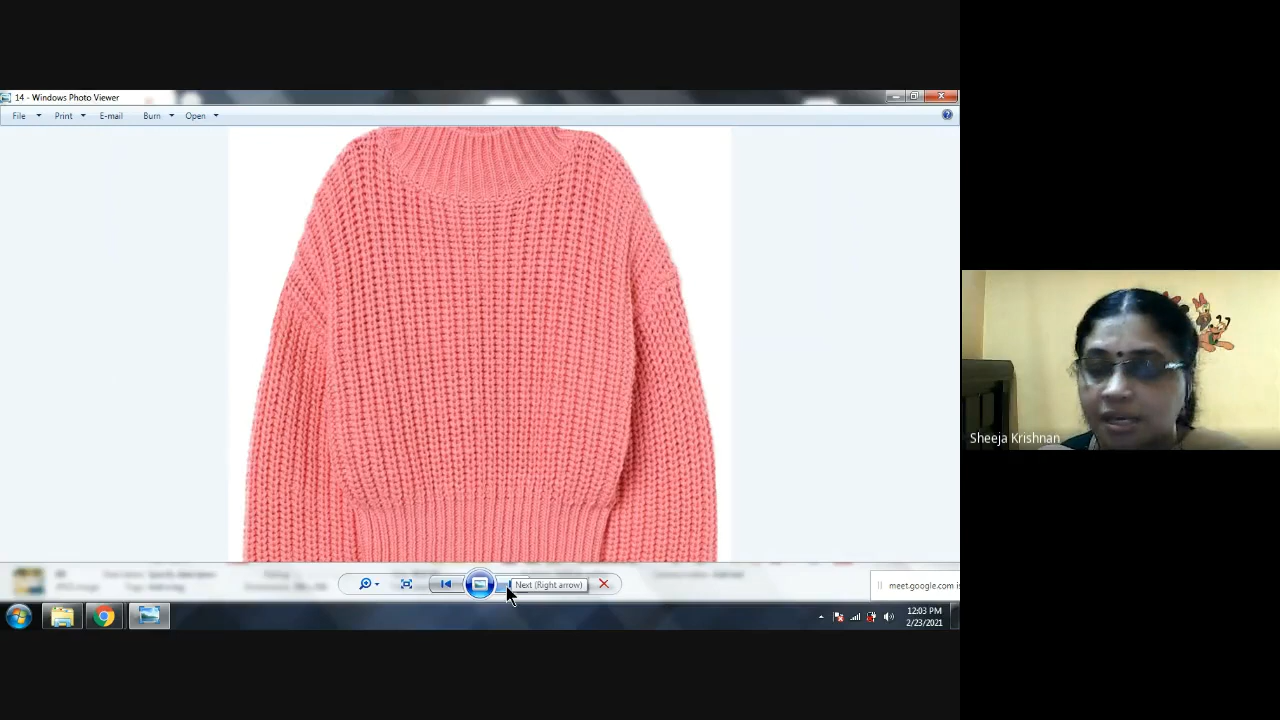 14 - Windows Photo Viewer
File Print E-mail Burn Open
Sheeja Krishnan
Next (Right arrow)
meet.google.com is
12:03 PM
2/23/2021